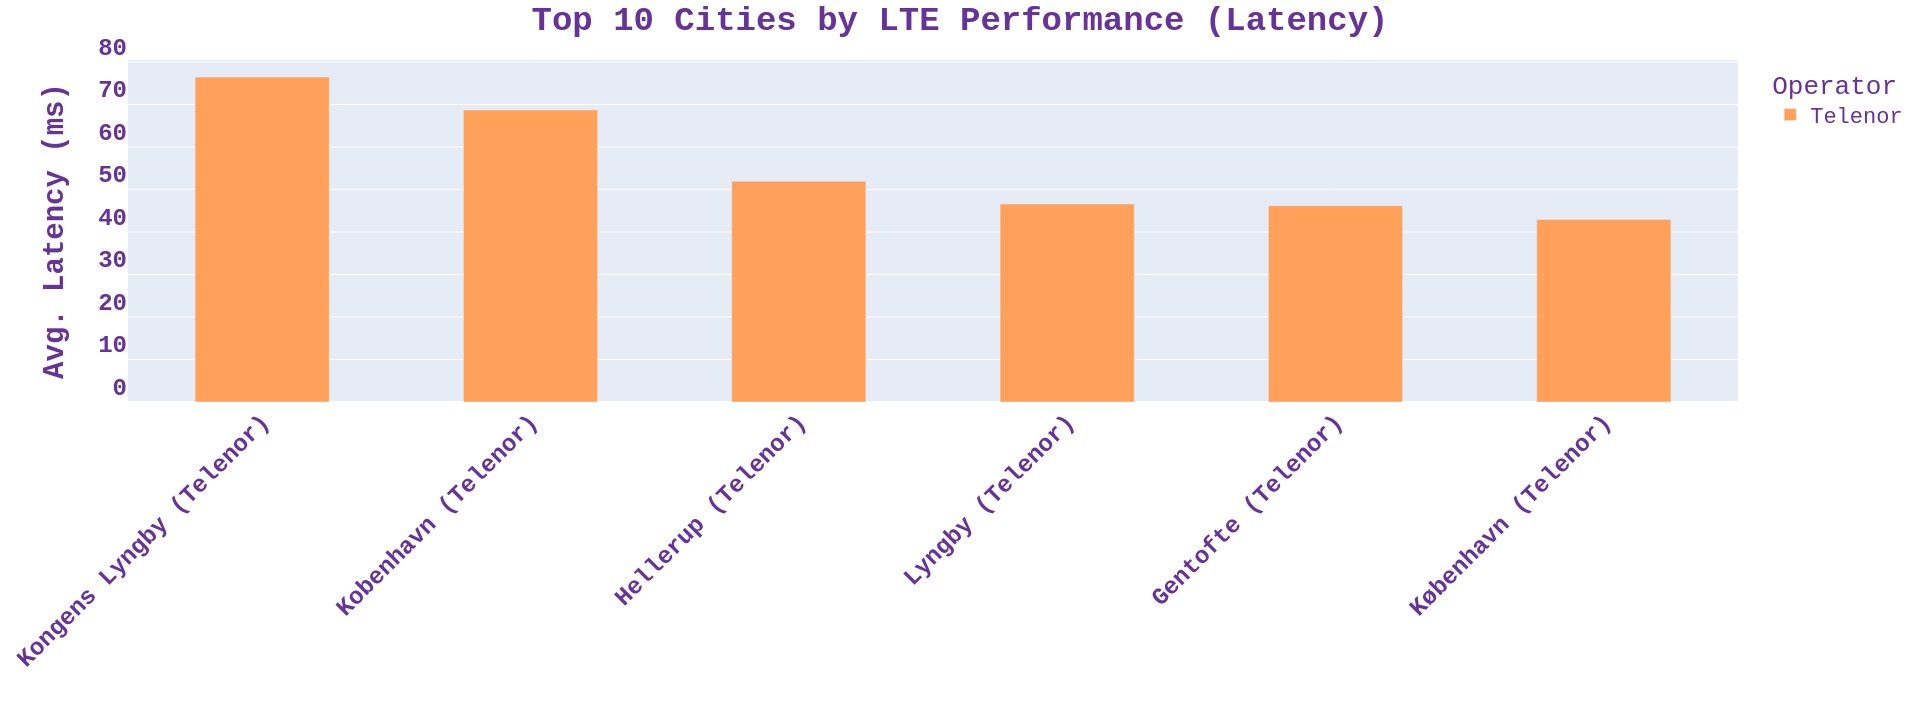 Top 10 Cities by LTE Performance (Latency)
Avg. Latency (ms)
80
70
60
50
40
30
20
10
0
Kongens Lyngby (Telenor)
Kobenhavn (Telenor)
Hellerup (Telenor)
Lyngby (Telenor)
Gentofte (Telenor)
København (Telenor)
Operator
Telenor